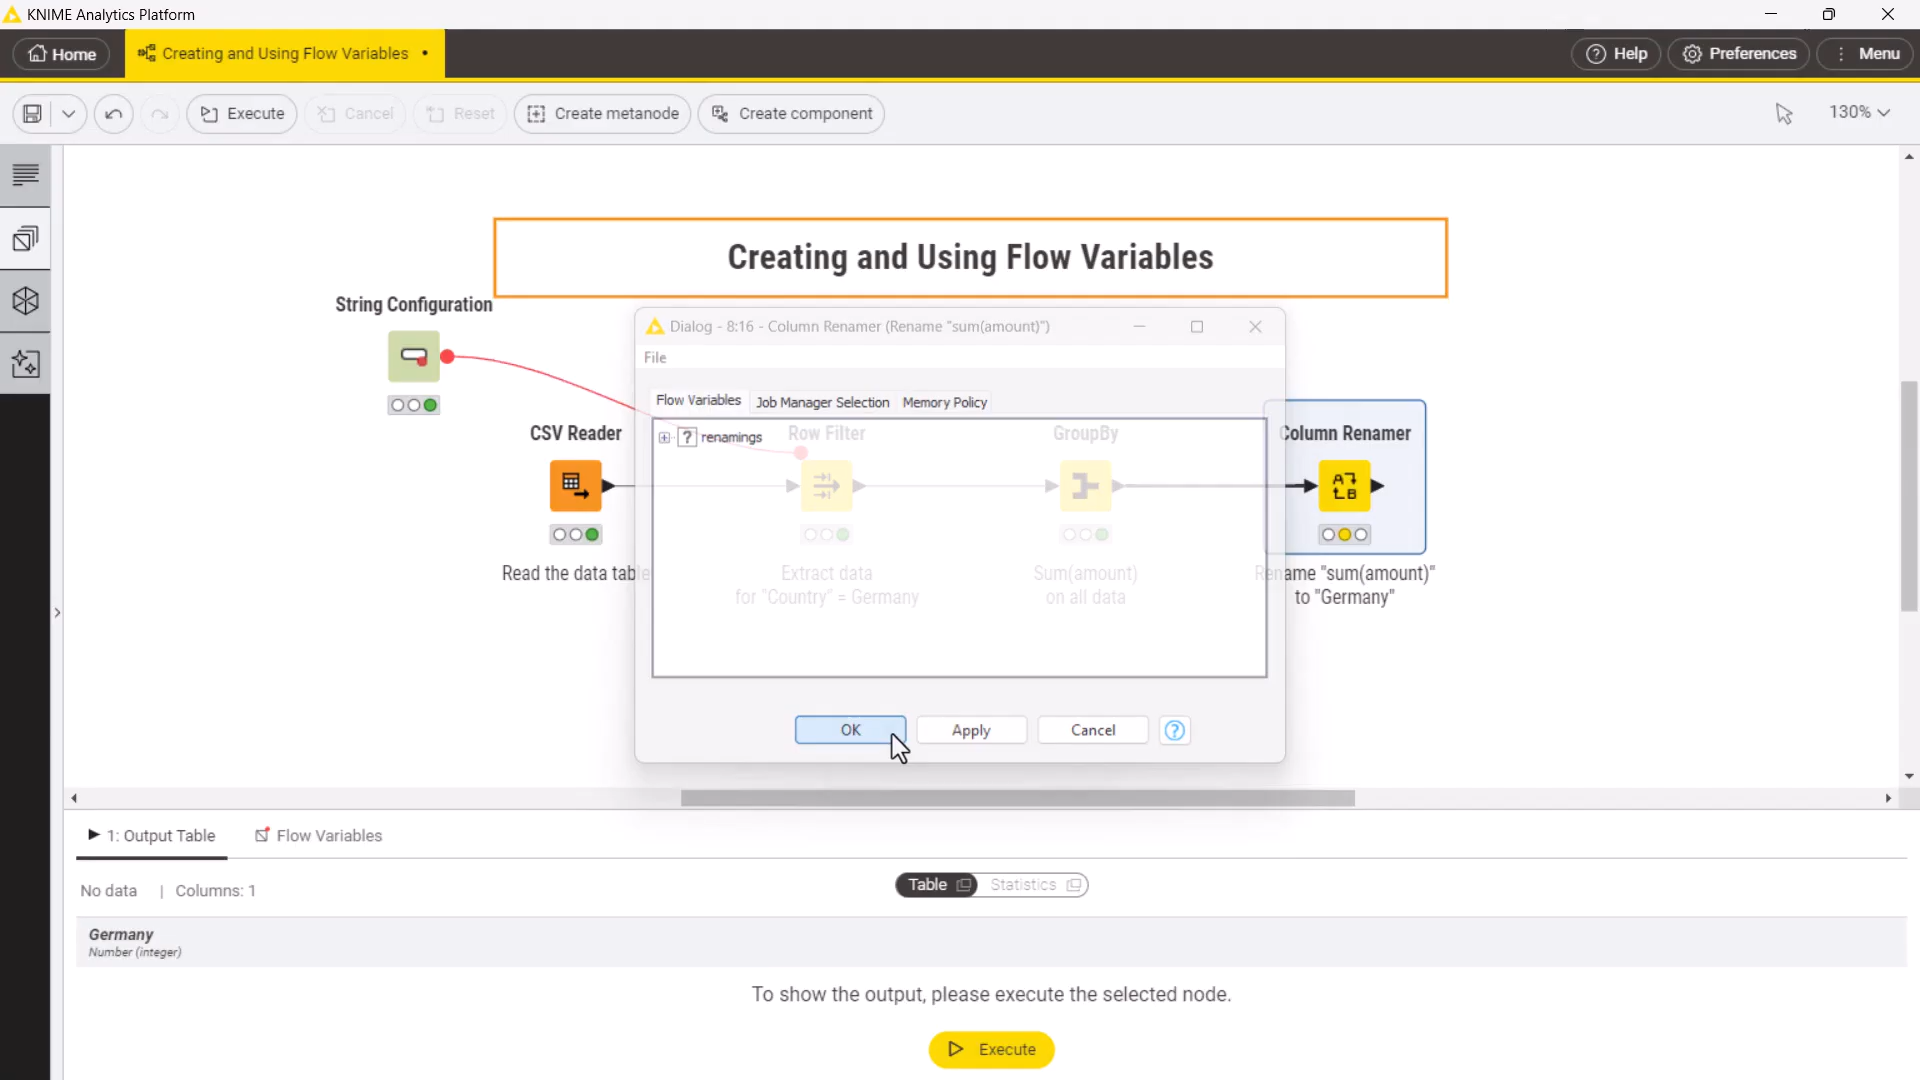 KNIME Analytics Platform
Home
Creating and Using Flow Variables
Help
Preferences
Menu
Execute
Cancel
Reset
Create metanode
Create component
130%
Creating and Using Flow Variables
String Configuration
Dialog - 8:16 - Column Renamer (Rename "sum(amount)")
File
Flow Variables
Job Manager Selection
Memory Policy
renamings
CSV Reader
Row Filter
GroupBy
Column Renamer
Read the data table
Extract data
for "Country" = Germany
Sum(amount)
on all data
Rename "sum(amount)"
to "Germany"
OK
Apply
Cancel
1: Output Table
Flow Variables
No data | Columns: 1
Table
Statistics
Germany
Number (integer)
To show the output, please execute the selected node.
Execute